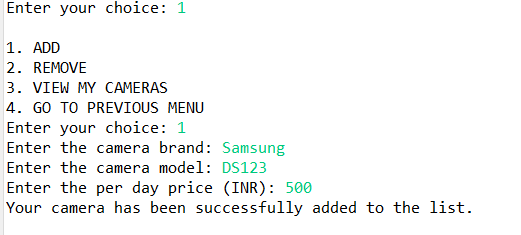 Enter your choice: 1
1. ADD
2. REMOVE
3. VIEW MY CAMERAS
4. GO TO PREVIOUS MENU
Enter your choice: 1
Enter the camera brand: Samsung
Enter the camera model: DS123
Enter the per day price (INR): 500
Your camera has been successfully added to the list.